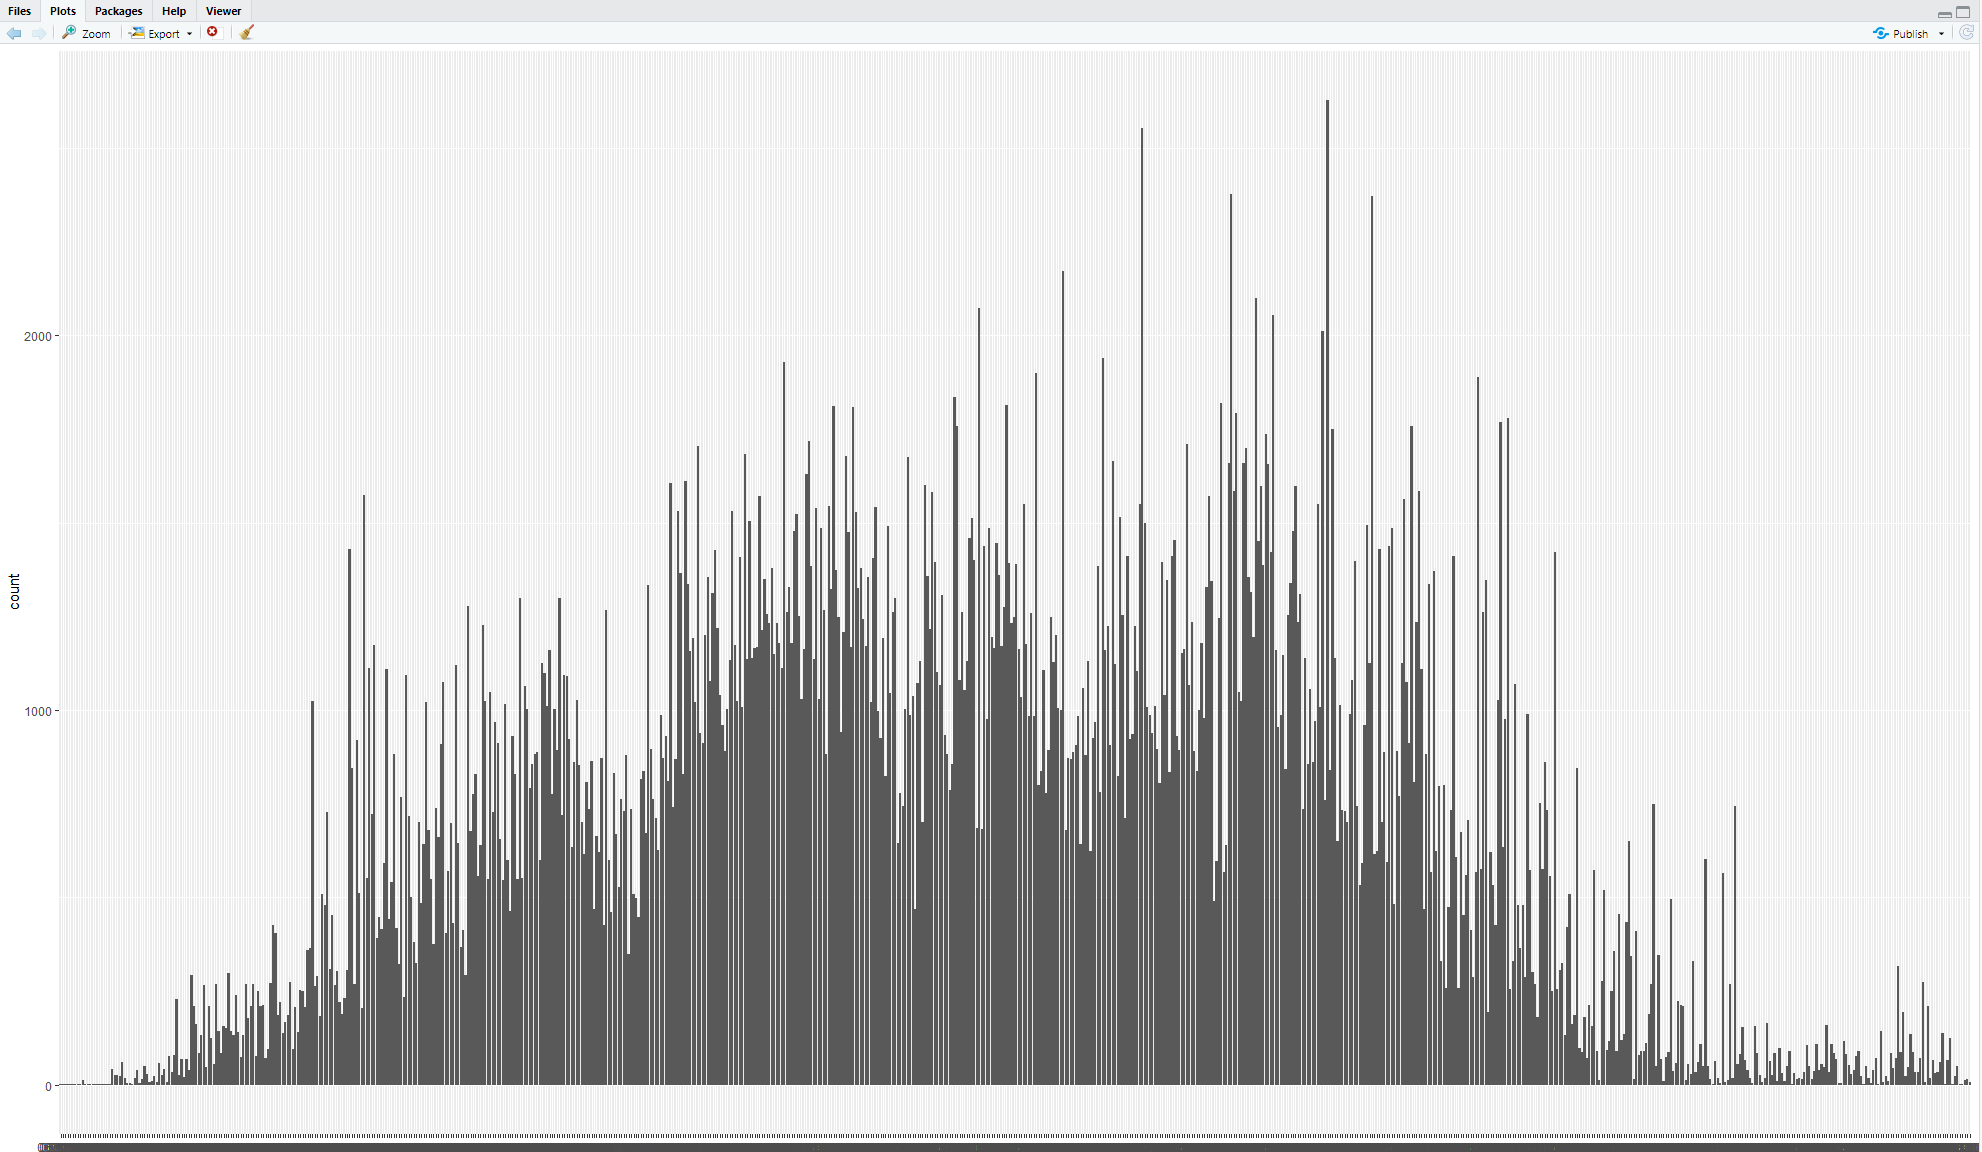 Files Plots Packages Help Viewer
Zoom Export Publish
2000
1000
count
0